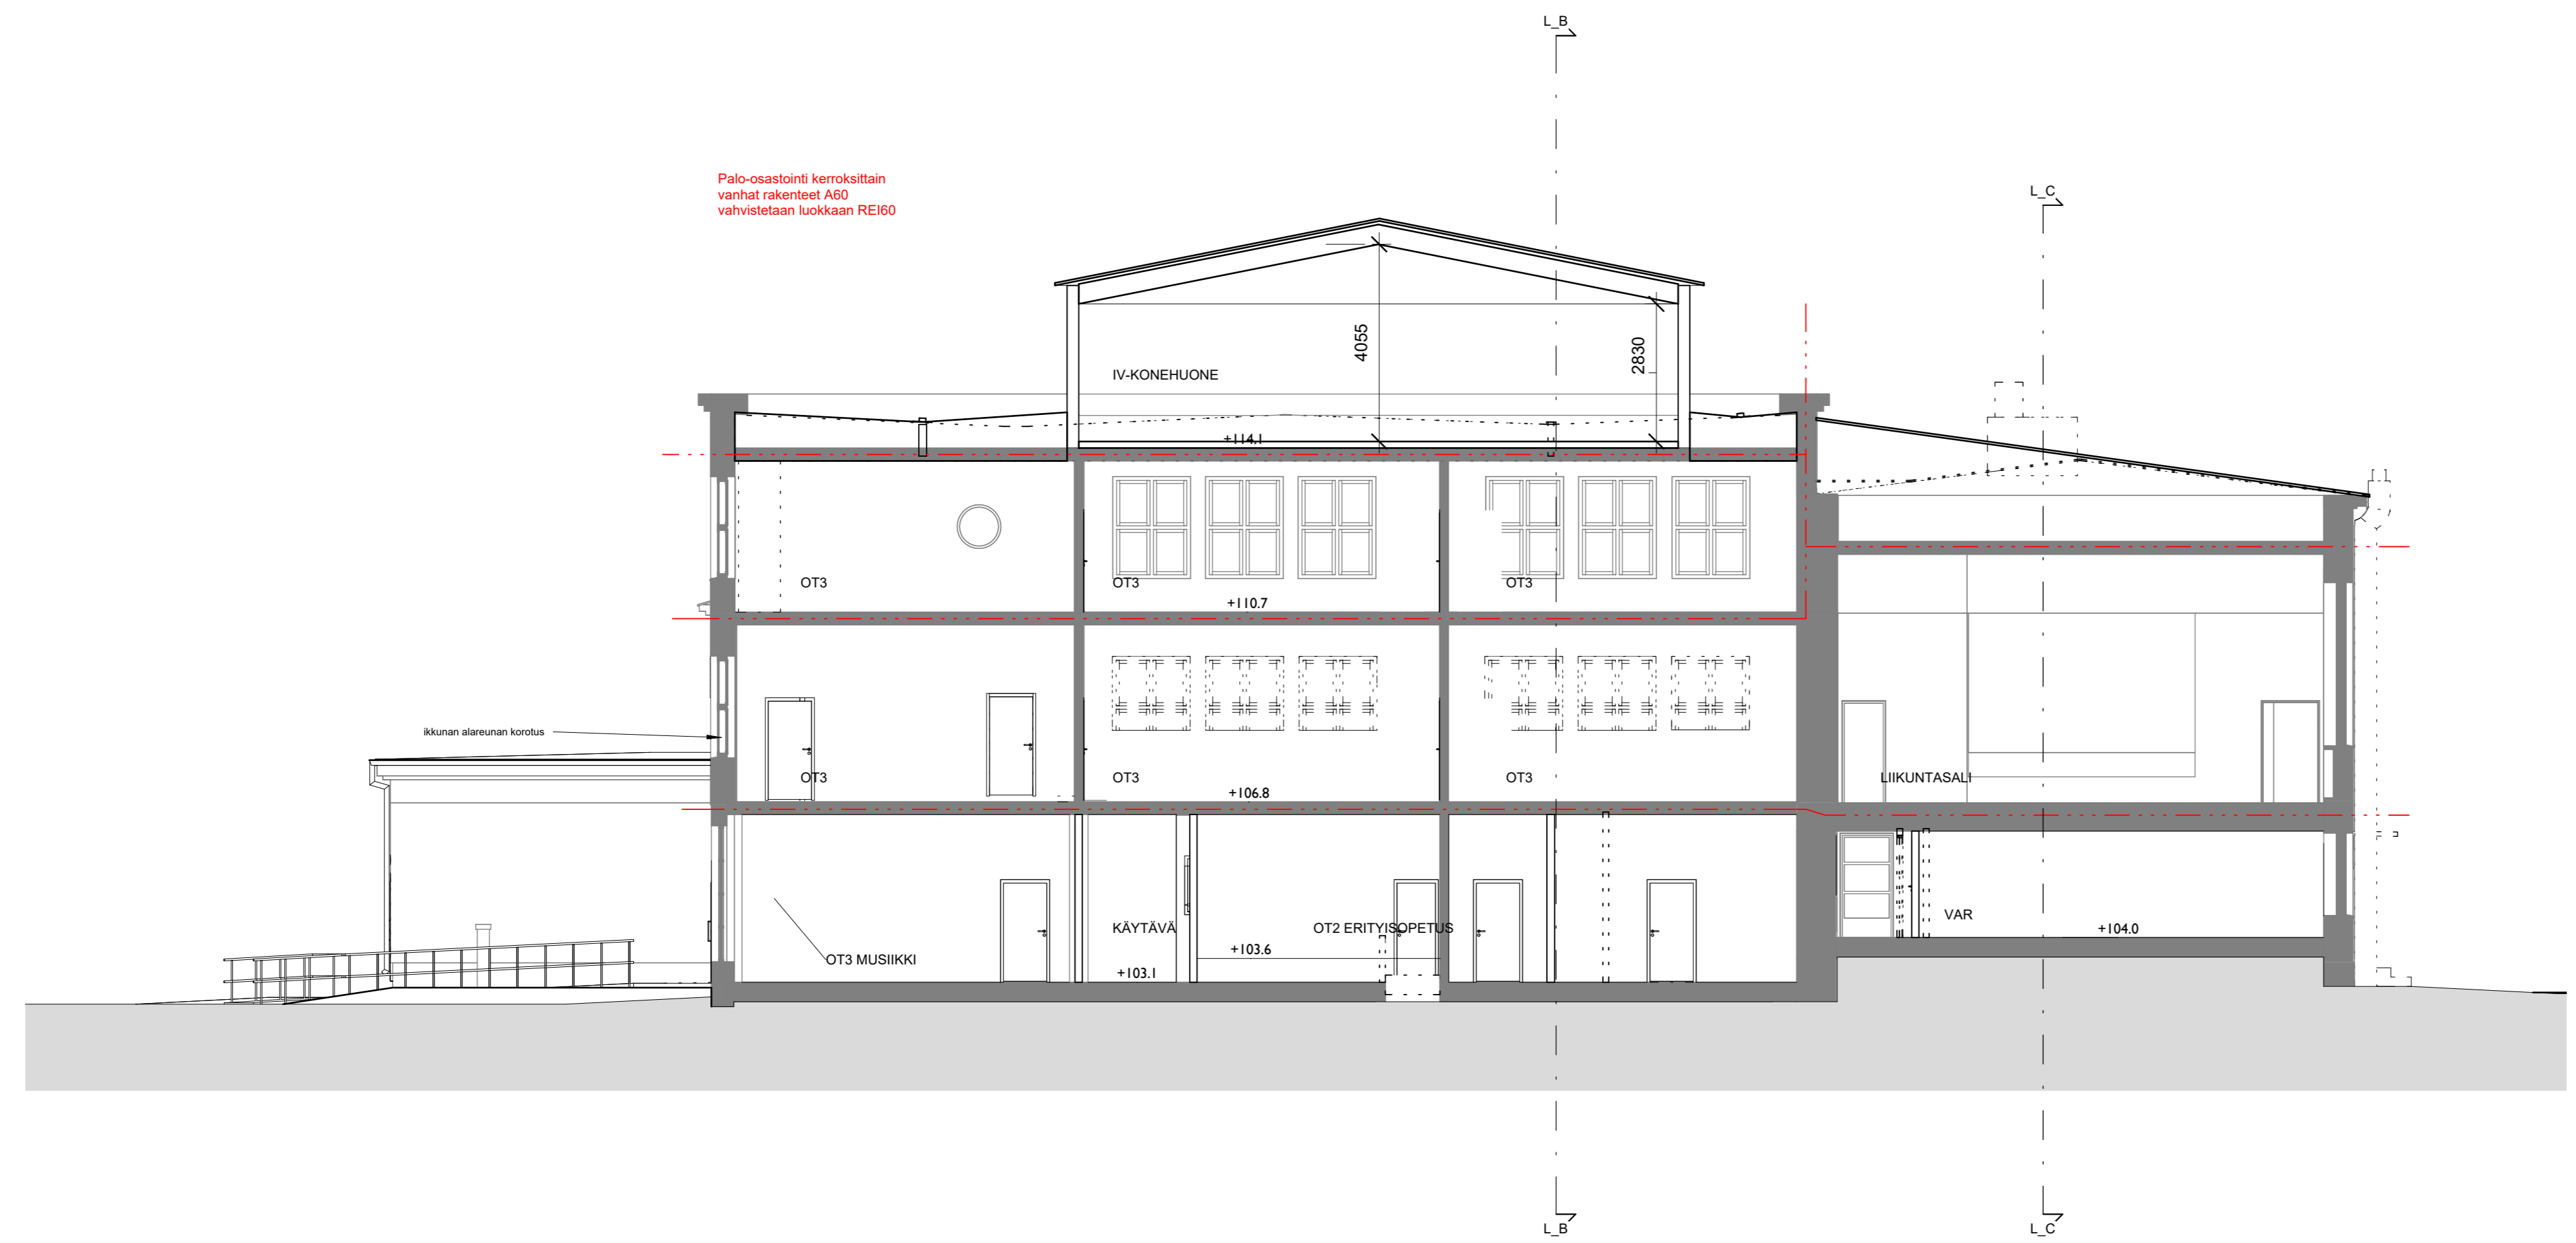 L_B
Palo-osastointi kerroksittain
vanhat rakenteet A60
vahvistetaan luokkaan REI60
L_C
4055
2830
IV-KONEHUONE
+114.1
OT3
OT3
OT3
+110.7
ikkunan alareunan korotus
OT3
OT3
OT3
LIIKUNTASALI
+106.8
VAR
KÄYTÄVÄ
OT2 ERITYISOPETUS
+104.0
+103.6
OT3 MUSIIKKI
+103.1
L_B
L_C